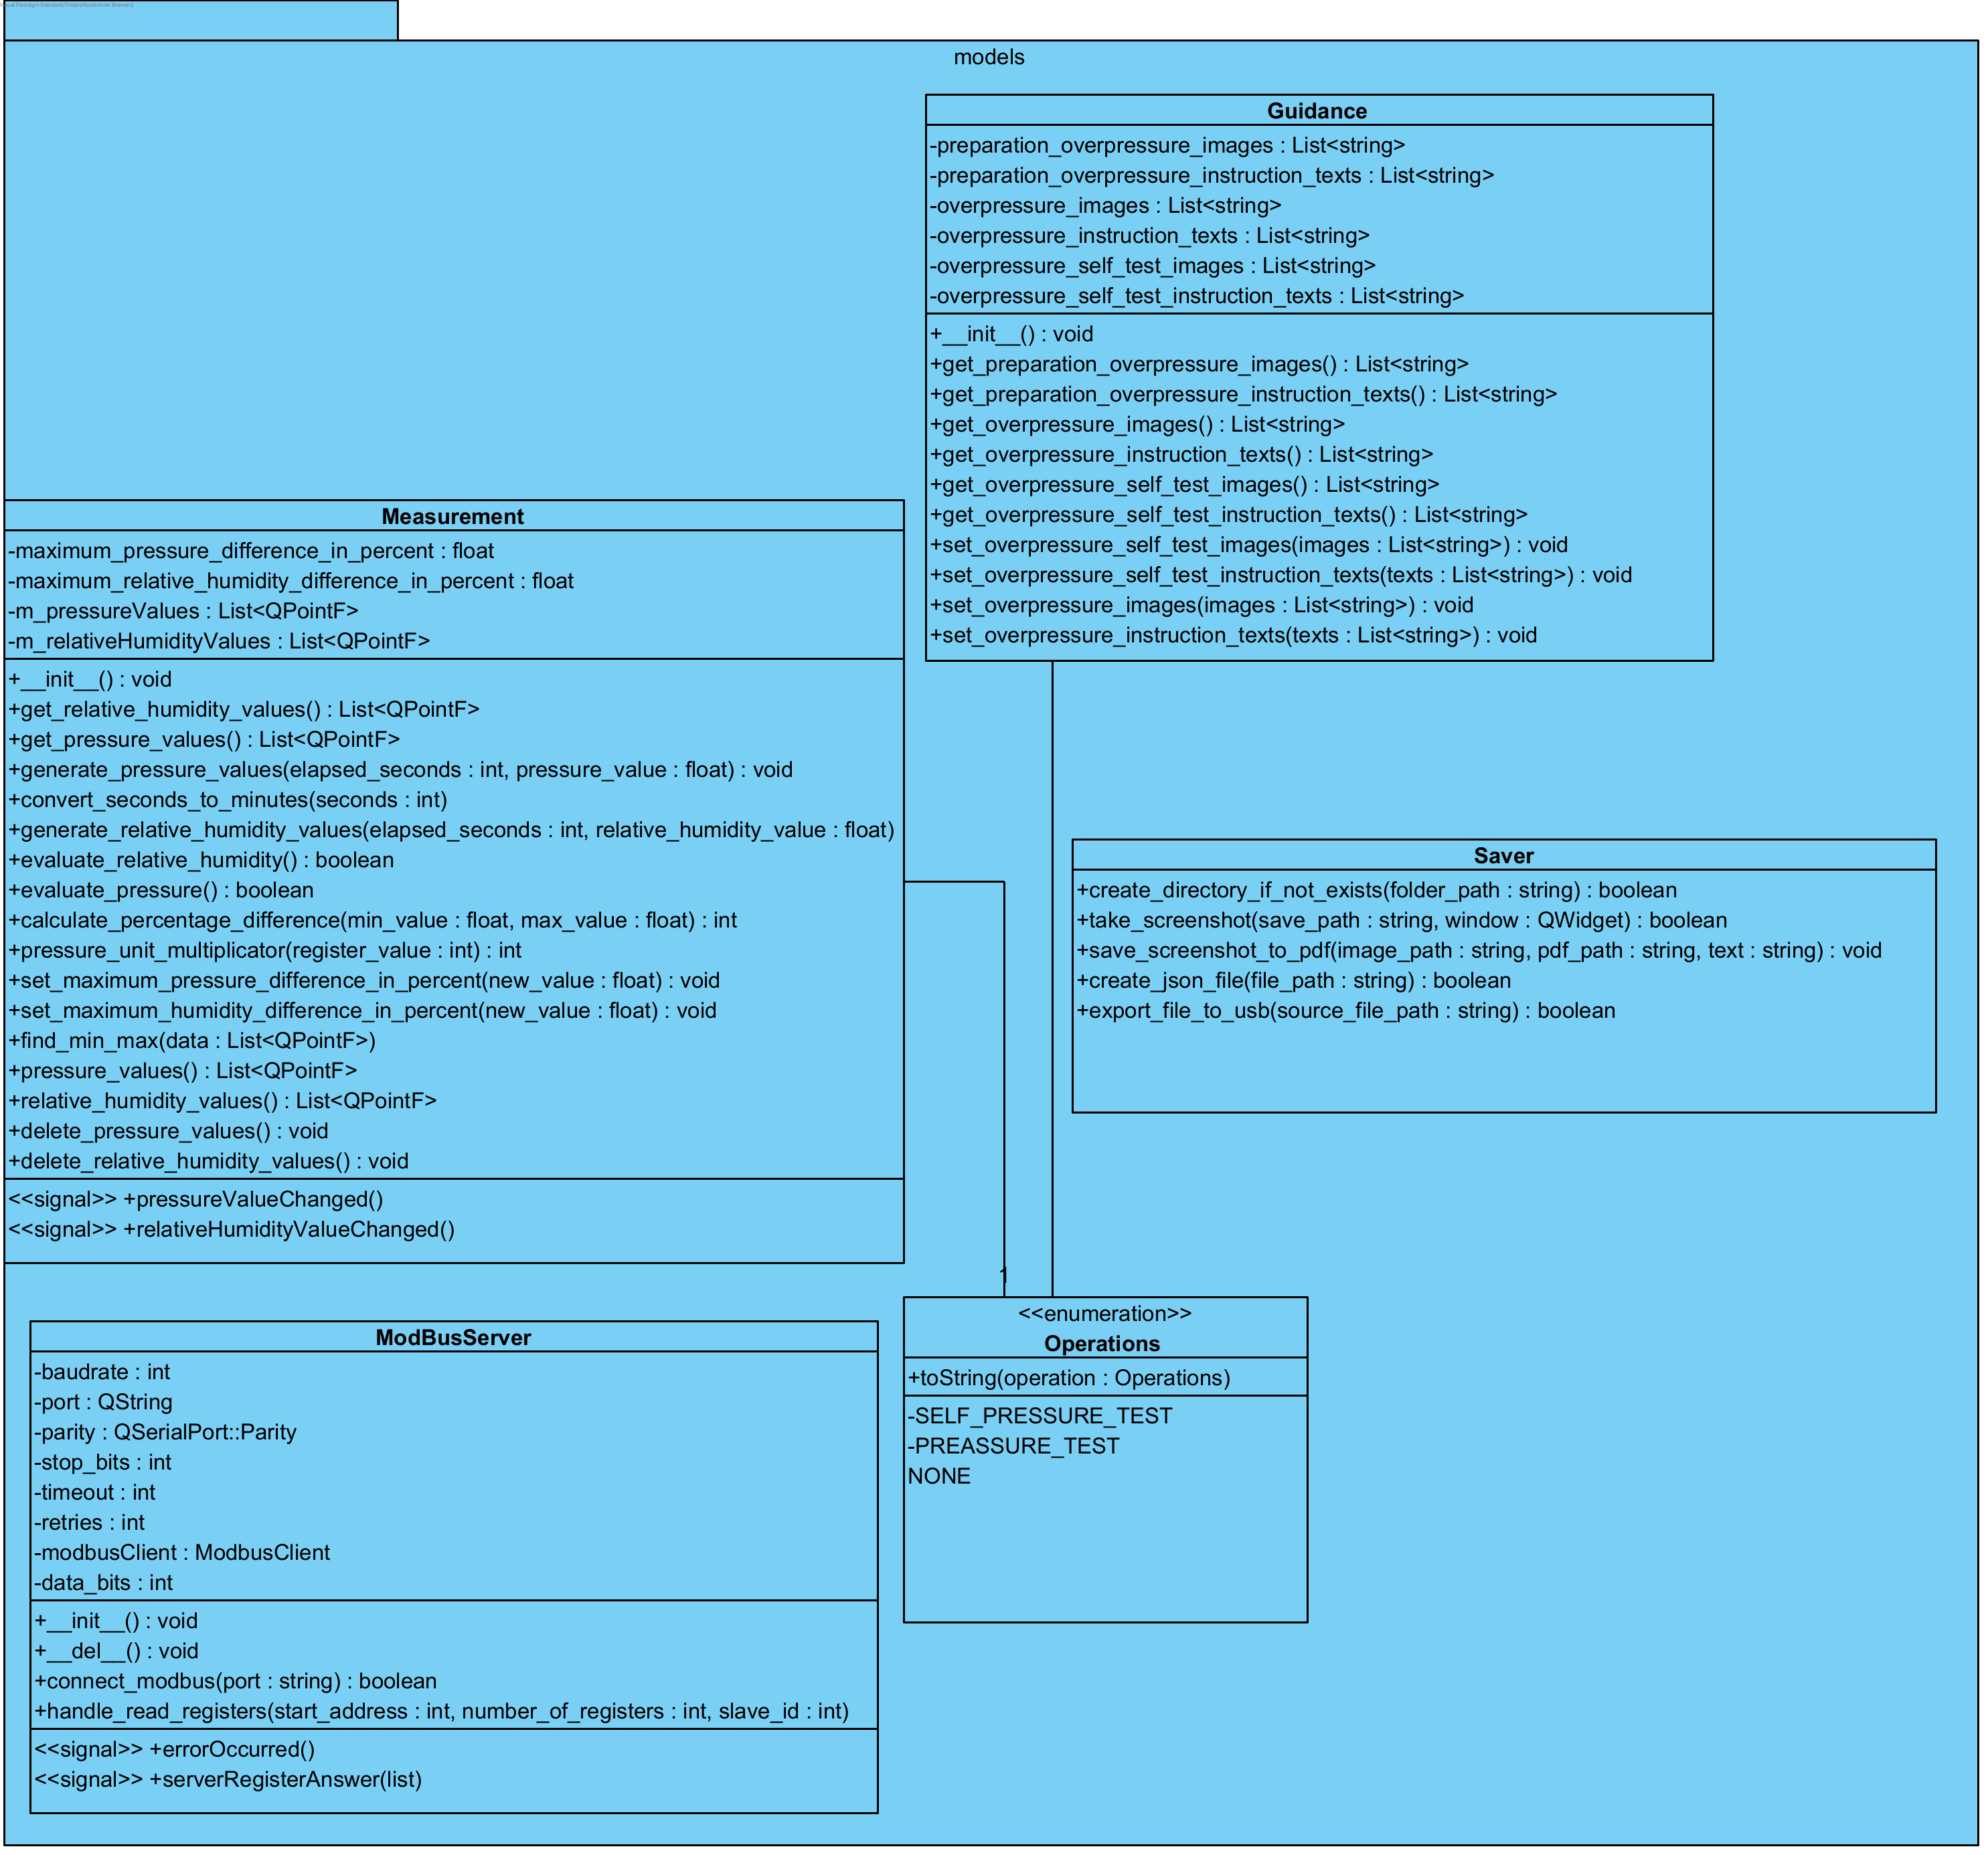 Visual Paradigm Standard(Tristan(Hochschule Bremen))
models
Guidance
-preparation_overpressure_images : List<string>
-preparation_overpressure_instruction_texts : List<string>
-overpressure_images : List<string>
-overpressure_instruction_texts : List<string>
-overpressure_self_test_images : List<string>
-overpressure_self_test_instruction_texts : List<string>
+__init__() : void
+get_preparation_overpressure_images() : List<string>
+get_preparation_overpressure_instruction_texts() : List<string>
+get_overpressure_images() : List<string>
+get_overpressure_instruction_texts() : List<string>
+get_overpressure_self_test_images() : List<string>
+get_overpressure_self_test_instruction_texts() : List<string>
+set_overpressure_self_test_images(images : List<string>) : void
+set_overpressure_self_test_instruction_texts(texts : List<string>) : void
+set_overpressure_images(images : List<string>) : void
+set_overpressure_instruction_texts(texts : List<string>) : void
Measurement
-maximum_pressure_difference_in_percent : float
-maximum_relative_humidity_difference_in_percent : float
-m_pressureValues : List<QPointF>
-m_relativeHumidityValues : List<QPointF>
+__init__() : void
+get_relative_humidity_values() : List<QPointF>
+get_pressure_values() : List<QPointF>
+generate_pressure_values(elapsed_seconds : int, pressure_value : float) : void
+convert_seconds_to_minutes(seconds : int)
+generate_relative_humidity_values(elapsed_seconds : int, relative_humidity_value : float)
+evaluate_relative_humidity() : boolean
+evaluate_pressure() : boolean
+calculate_percentage_difference(min_value : float, max_value : float) : int
+pressure_unit_multiplicator(register_value : int) : int
+set_maximum_pressure_difference_in_percent(new_value : float) : void
+set_maximum_humidity_difference_in_percent(new_value : float) : void
+find_min_max(data : List<QPointF>)
+pressure_values() : List<QPointF>
+relative_humidity_values() : List<QPointF>
+delete_pressure_values() : void
+delete_relative_humidity_values() : void
<<signal>> +pressureValueChanged()
<<signal>> +relativeHumidityValueChanged()
Saver
+create_directory_if_not_exists(folder_path : string) : boolean
+take_screenshot(save_path : string, window : QWidget) : boolean
+save_screenshot_to_pdf(image_path : string, pdf_path : string, text : string) : void
+create_json_file(file_path : string) : boolean
+export_file_to_usb(source_file_path : string) : boolean
1
ModBusServer
-baudrate : int
-port : QString
-parity : QSerialPort::Parity
-stop_bits : int
-timeout : int
-retries : int
-modbusClient : ModbusClient
-data_bits : int
+__init__() : void
+__del__() : void
+connect_modbus(port : string) : boolean
+handle_read_registers(start_address : int, number_of_registers : int, slave_id : int)
<<signal>> +errorOccurred()
<<signal>> +serverRegisterAnswer(list)
<<enumeration>>
Operations
+toString(operation : Operations)
-SELF_PRESSURE_TEST
-PREASSURE_TEST
NONE